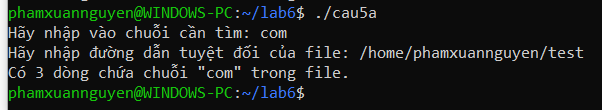 phamxuannguyen@WINDOWS-PC:~/lab6$ ./cau5a
Hãy nhập vào chuỗi cần tìm: com
Hãy nhập đường dẫn tuyệt đối của file: /home/phamxuannguyen/test
Có 3 dòng chứa chuỗi "com" trong file.
phamxuannguyen@WINDOWS-PC:~/lab6$